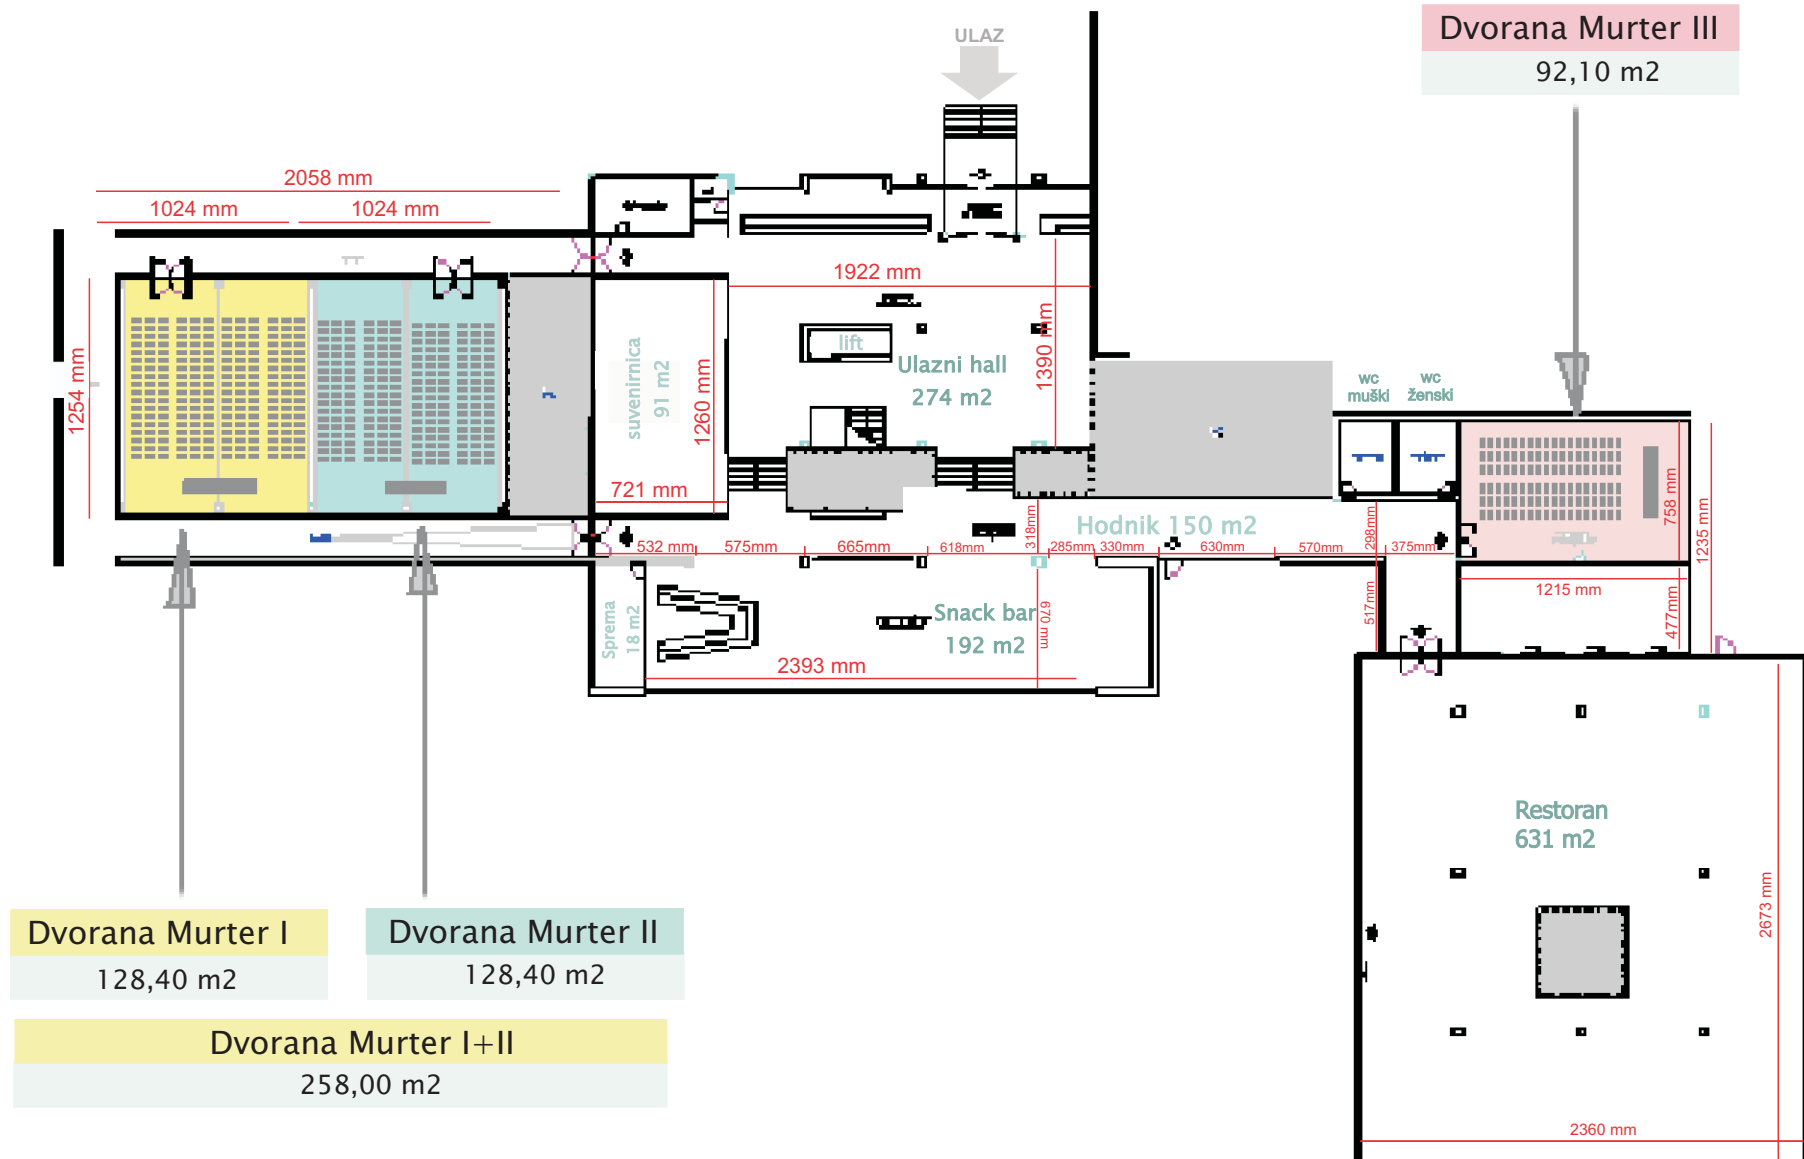 Dvorana Murter III
92,10 m2
ULAZ
2058 mm
1024 mm
1024 mm
1922 mm
1254 mm
suvenirnica
91 m2
1260 mm
lift
Ulazni hall
274 m2
1390 mm
wc
muški
wc
ženski
721 mm
758 mm
1235 mm
318mm
Hodnik 150 m2
298mm
532 mm
575mm
665mm
618mm
285mm
330mm
630mm
570mm
375mm
1215 mm
517mm
477mm
Sprema
18 m2
Snack bar
192 m2
670 mm
2393 mm
Restoran
631 m2
2673 mm
2360 mm
Dvorana Murter I
128,40 m2
Dvorana Murter II
128,40 m2
Dvorana Murter I+II
258,00 m2